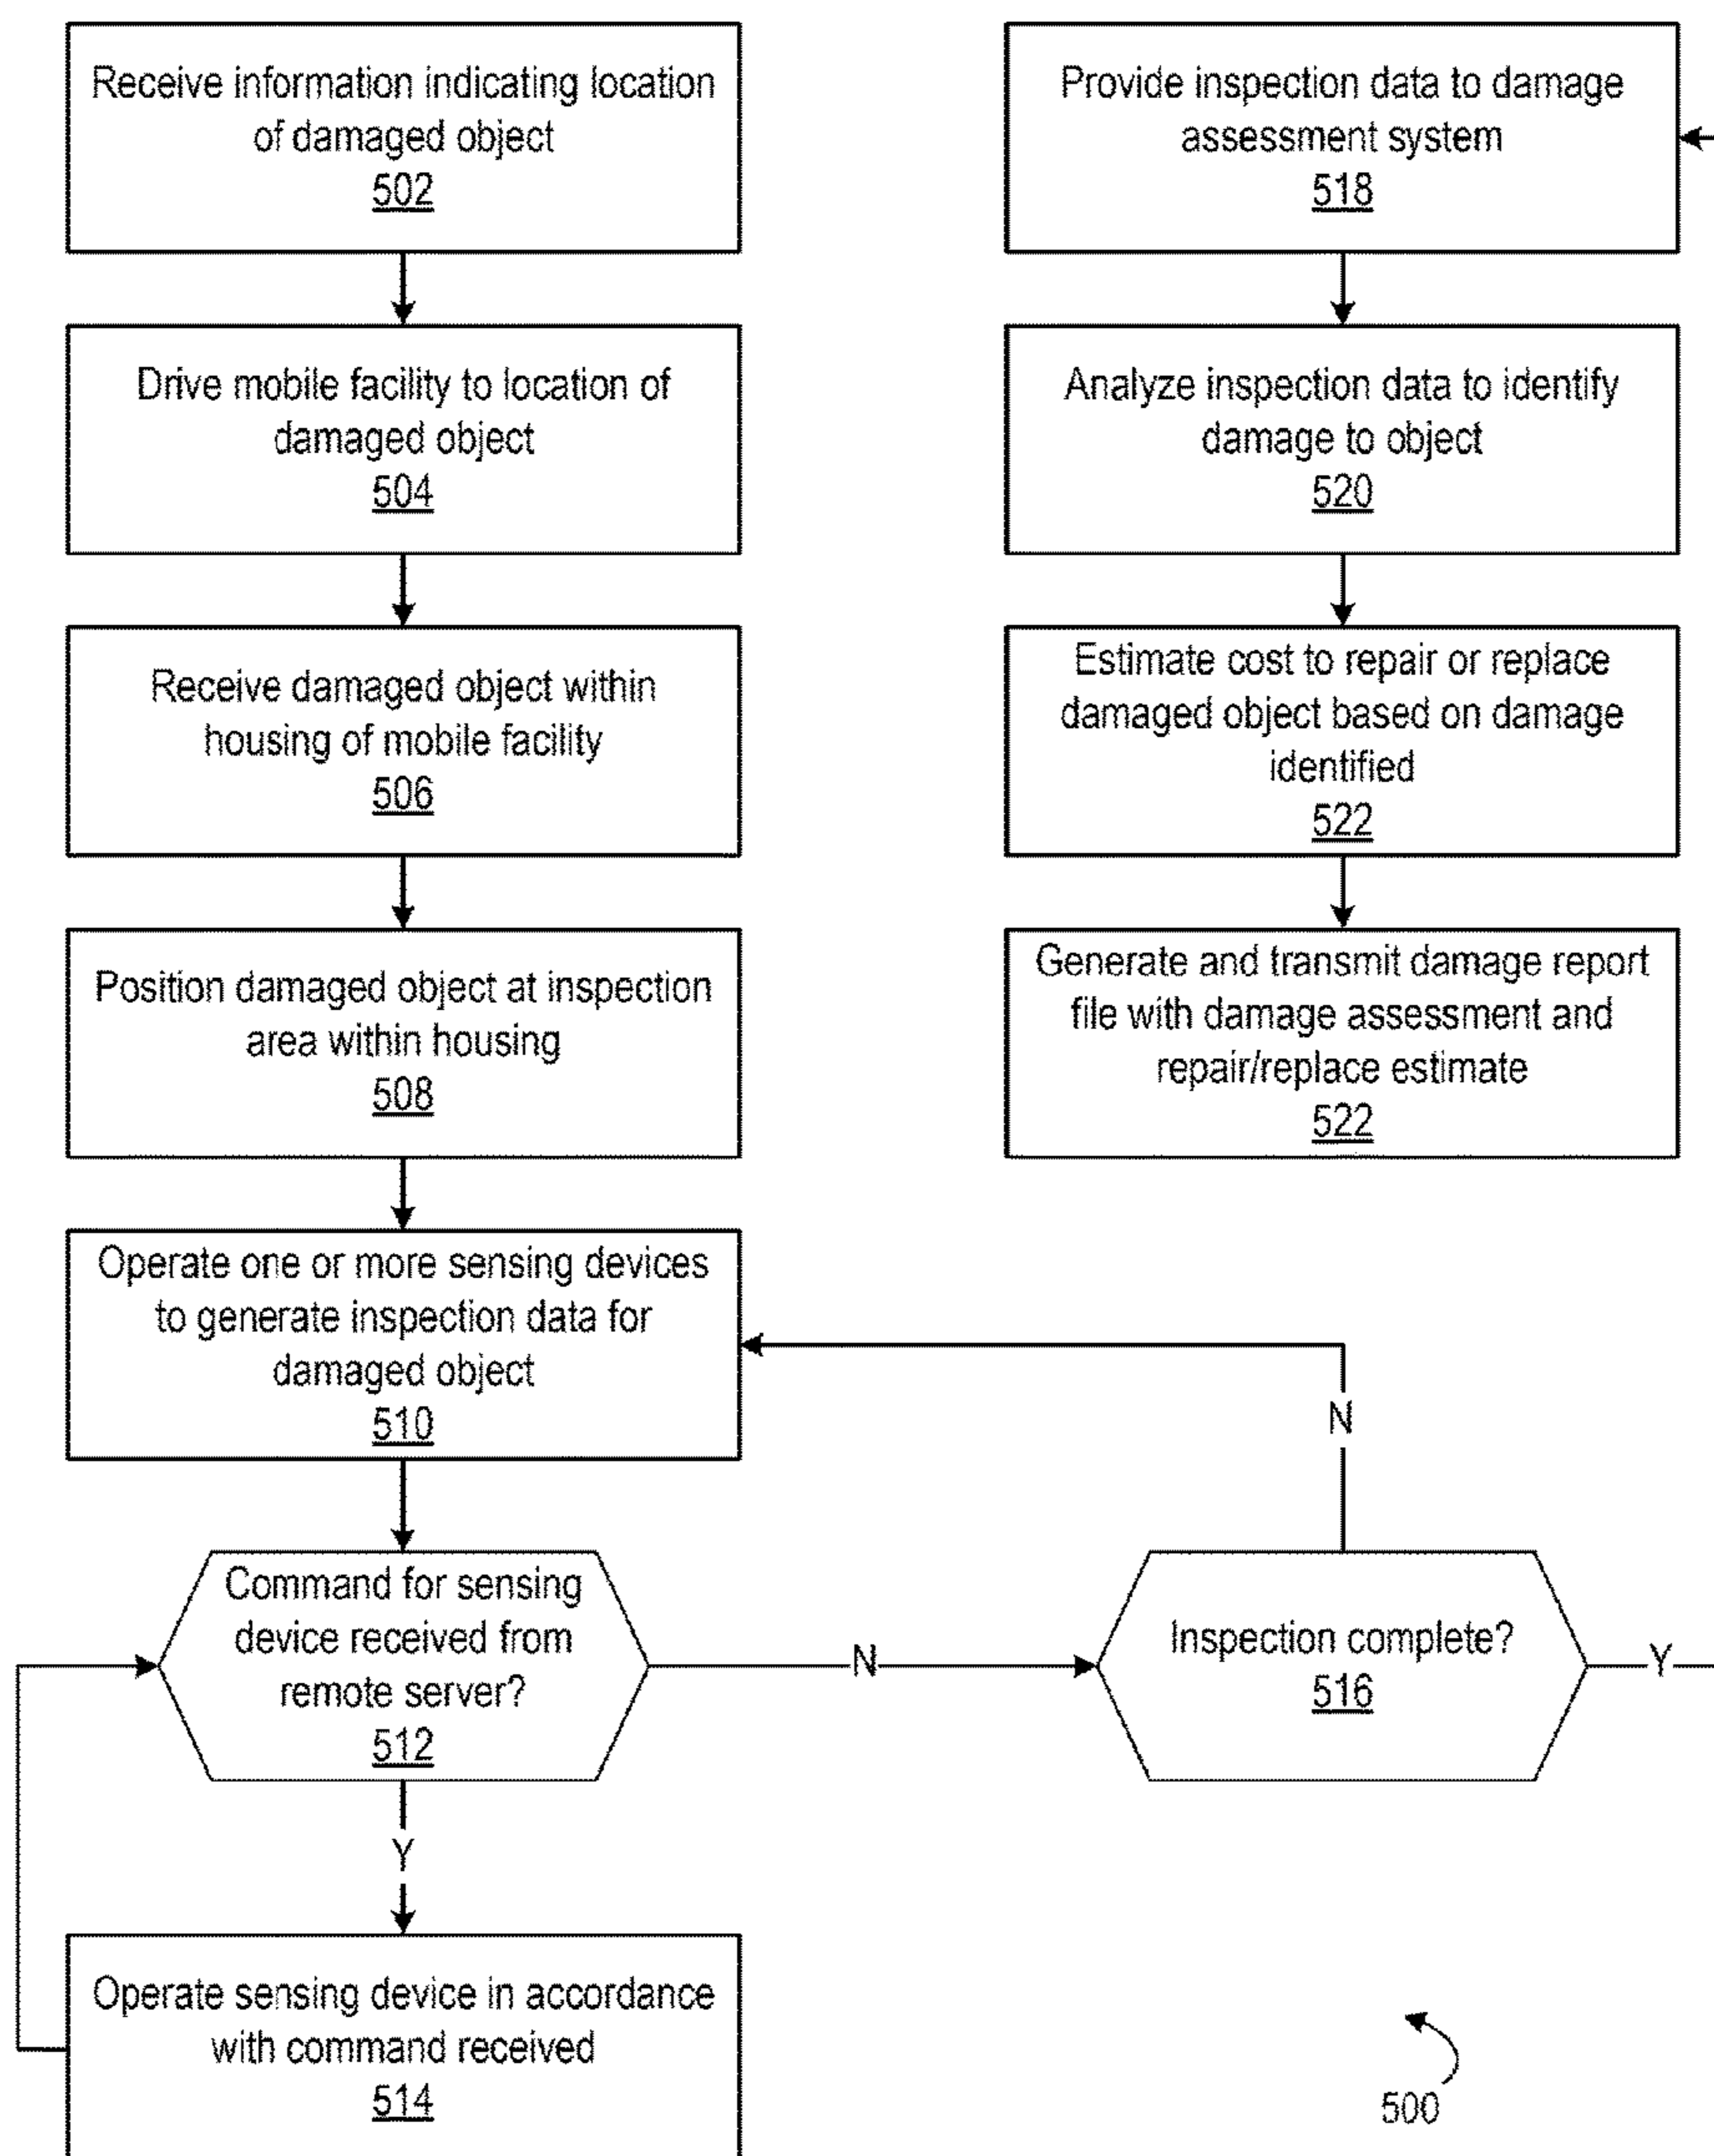 Receive information indicating location
of damaged object
502
Drive mobile facility to location of
damaged object
504
Receive damaged object within
housing of mobile facility
506
Position damaged object at inspection
area within housing
508
Operate one or more sensing devices
to generate inspection data for
damaged object
510
Command for sensing
device received from
remote server?
512
Y
Operate sensing device in accordance
with command received
514
N
Inspection complete?
516
N
Y
Provide inspection data to damage
assessment system
518
Analyze inspection data to identify
damage to object
520
Estimate cost to repair or replace
damaged object based on damage
identified
522
Generate and transmit damage report
file with damage assessment and
repair/replace estimate
522
500